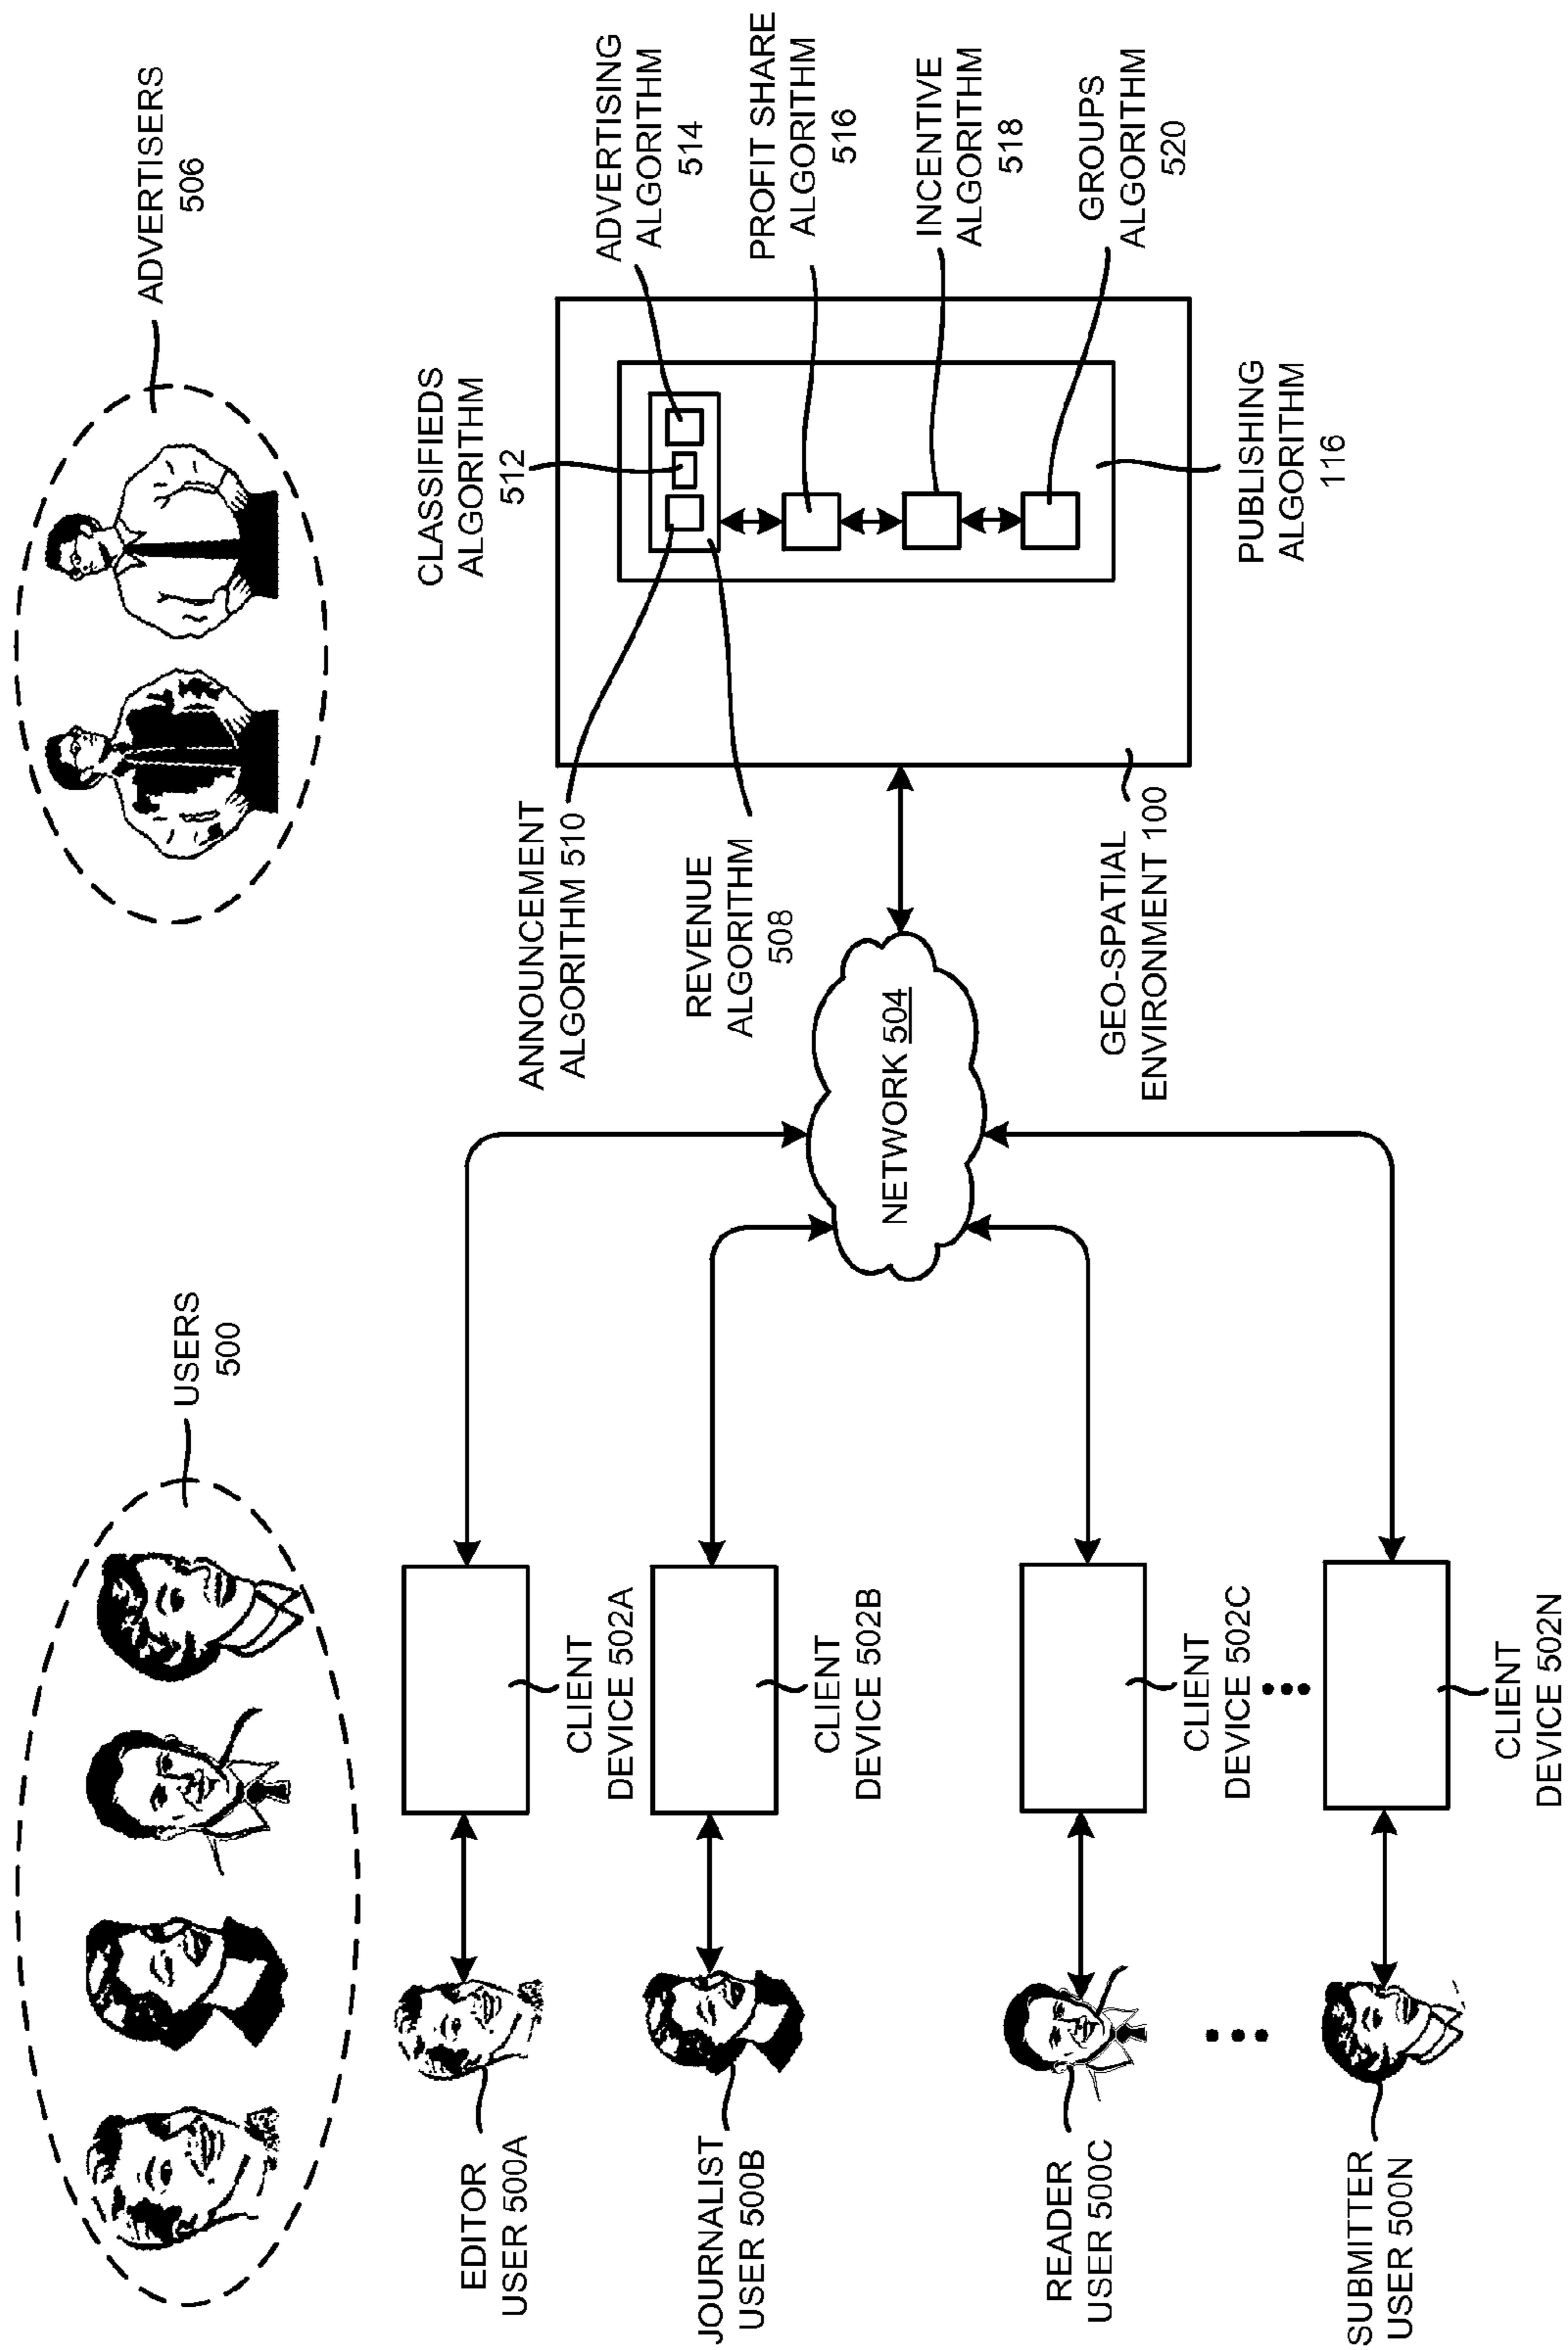 USERS
500
ADVERTISERS
506
EDITOR
USER 500A
CLIENT
DEVICE 502A
JOURNALIST
USER 500B
CLIENT
DEVICE 502B
READER
USER 500C
CLIENT
DEVICE 502C
SUBMITTER
USER 500N
CLIENT
DEVICE 502N
NETWORK 504
ANNOUNCEMENT
ALGORITHM 510
REVENUE
ALGORITHM
508
GEO-SPATIAL
ENVIRONMENT 100
CLASSIFIEDS
ALGORITHM
512
PUBLISHING
ALGORITHM
116
ADVERTISING
ALGORITHM
514
PROFIT SHARE
ALGORITHM
516
INCENTIVE
ALGORITHM
518
GROUPS
ALGORITHM
520